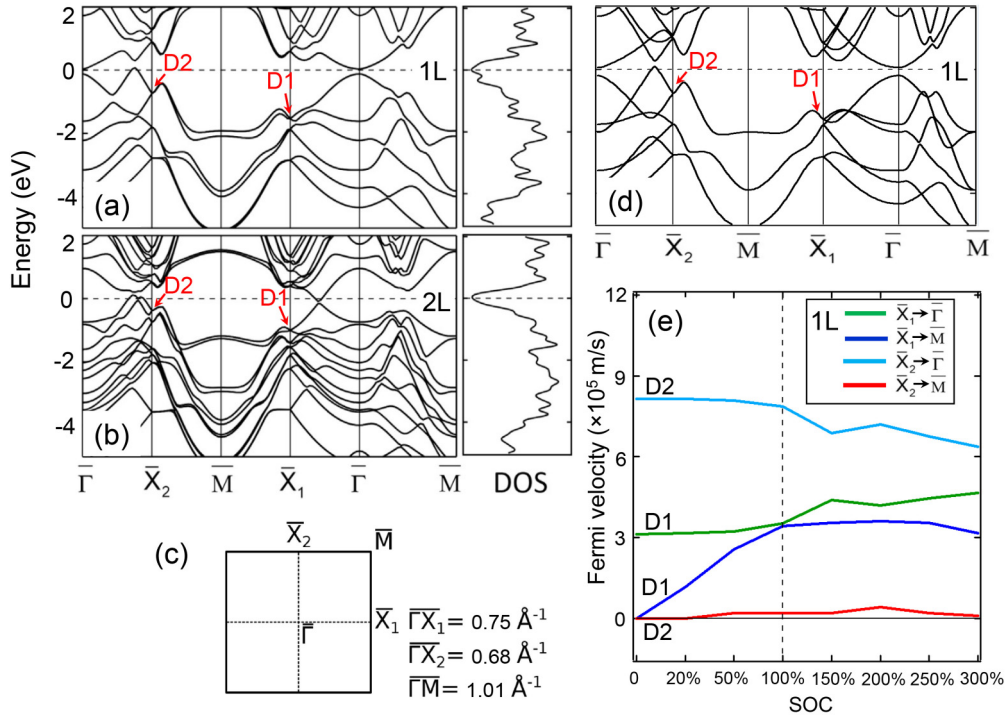 Energy (eV)
2
0
-2
-4
D2
D1
1L
(a)
2
0
-2
-4
D2
D1
2L
(b)
Γ̅ X̅₂ M̅ X̅₁ Γ̅ M̅
DOS
D2
D1
1L
(d)
Γ̅ X̅₂ M̅ X̅₁ Γ̅ M̅
(c)
X̅₂ M̅
Γ̅
X̅₁
Γ̅X̅₁ = 0.75 Å⁻¹
Γ̅X̅₂ = 0.68 Å⁻¹
Γ̅M̅ = 1.01 Å⁻¹
(e)
Fermi velocity (×10⁵ m/s)
12
9
6
3
0
1L
X̅₁→Γ̅
X̅₁→M̅
X̅₂→Γ̅
X̅₂→M̅
D2
D1
D1
D2
0 20% 50% 100% 150% 200% 250% 300%
SOC